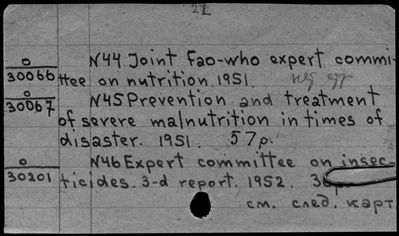 22
0 N44 Joint Fao-who expert commi-
30066 ttee on nutrition. 1951.
0 N45 Prevention and treatment
30067 of severe malnutrition in times of
disaster. 1951. 57p.
0 N46 Expert committee on insec-
30201 ticides. 3-d report. 1952.
см. след. карт